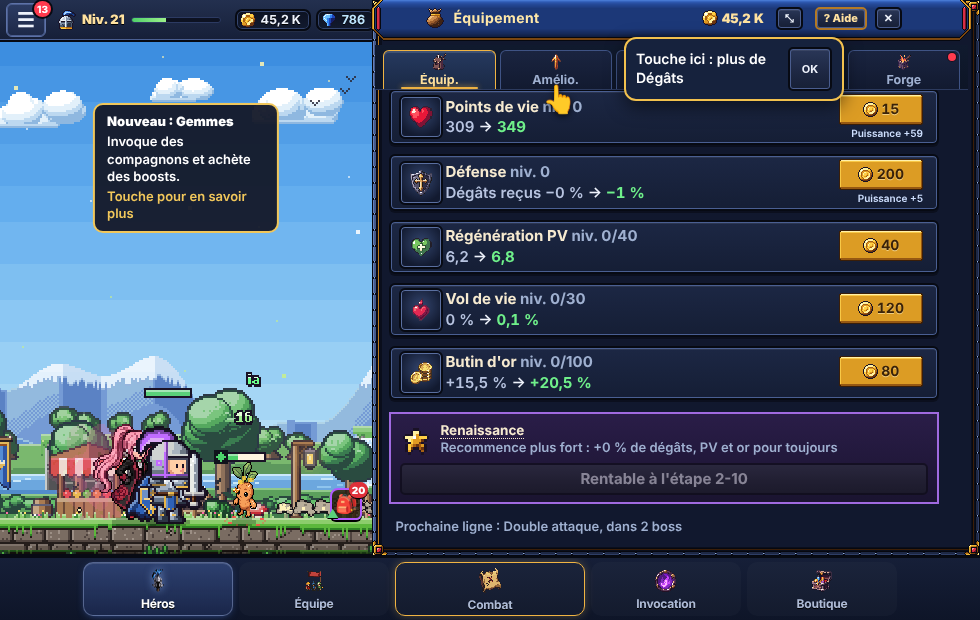 13
Niv. 21
45,2 K
786
Équipement
45,2 K
? Aide
Équip.
Amélio.
Touche ici : plus de
Dégâts
OK
Forge
Nouveau : Gemmes
Invoque des
compagnons et achète
des boosts.
Touche pour en savoir
plus
Points de vie
0
309 → 349
15
Puissance +59
Défense niv. 0
Dégâts reçus −0 % → −1 %
200
Puissance +5
Régénération PV niv. 0/40
6,2 → 6,8
40
Vol de vie niv. 0/30
0 % → 0,1 %
120
Butin d'or niv. 0/100
+15,5 % → +20,5 %
80
Renaissance
Recommence plus fort : +0 % de dégâts, PV et or pour toujours
Rentable à l'étape 2-10
Prochaine ligne : Double attaque, dans 2 boss
16
20
Héros
Équipe
Combat
Invocation
Boutique